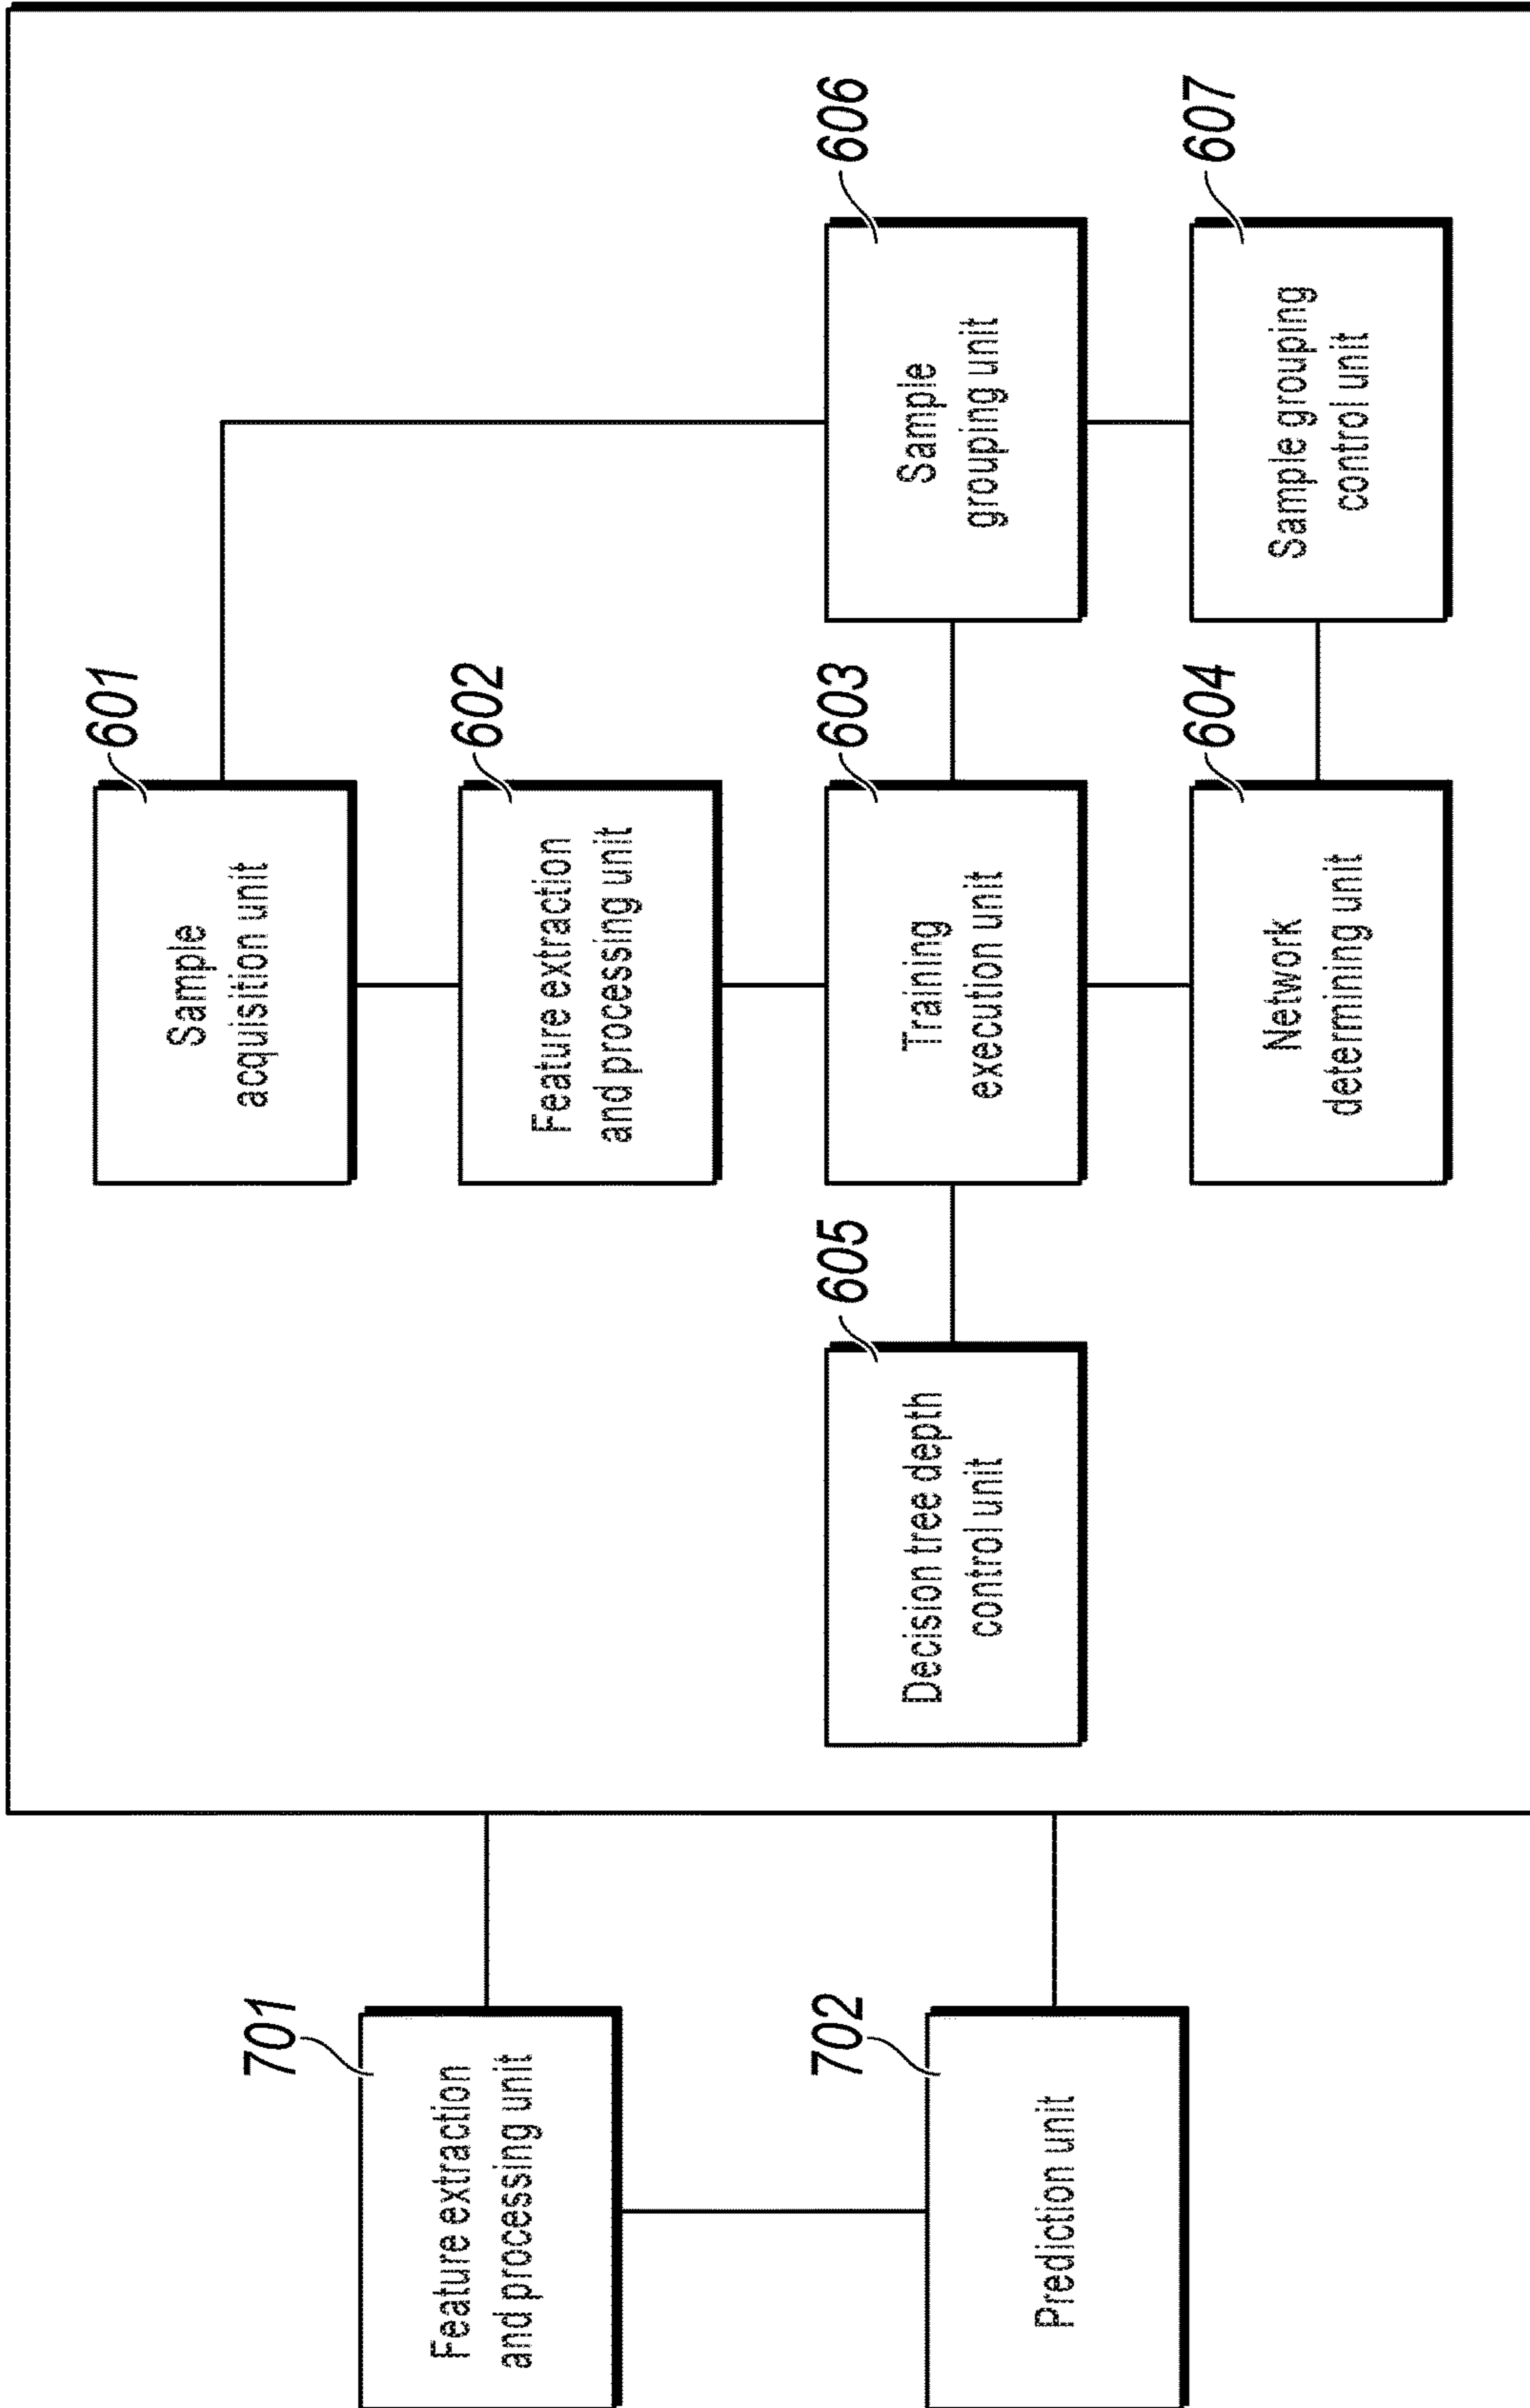 701
Feature extraction
and processing unit
702
Prediction unit
601
Sample
acquisition unit
602
Feature extraction
and processing unit
605
Decision tree depth
control unit
603
Training
execution unit
606
Sample
grouping unit
604
Network
determining unit
607
Sample grouping
control unit